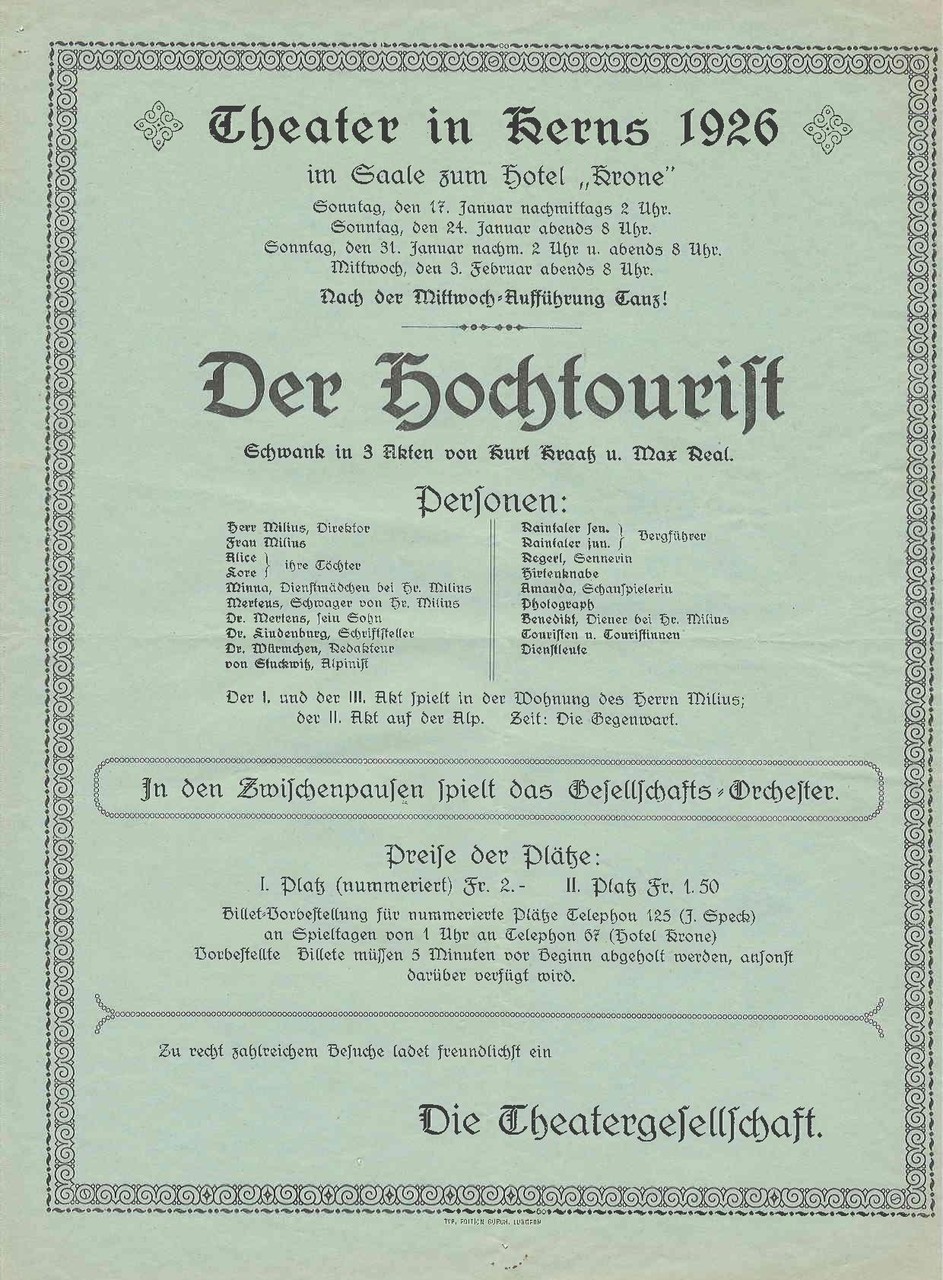 Theater in Kerns 1926
im Saale zum Hotel „Krone"
Sonntag, den 17. Januar nachmittags 2 Uhr.
Sonntag, den 24. Januar abends 8 Uhr.
Sonntag, den 31. Januar nachm. 2 Uhr u. abends 8 Uhr.
Mittwoch, den 3. Februar abends 8 Uhr.
Nach der Mittwoch-Aufführung Tanz!
Der Hochtourist
Schwank in 3 Akten von Kurt Kraatz u. Max Neal.
Personen:
Herr Milius, Direktor
Frau Milius
Alice } ihre Töchter
Lore }
Minna, Dienstmädchen bei Hr. Milius
Mertens, Schwager von Hr. Milius
Dr. Mertens, sein Sohn
Dr. Lindenburg, Schriftsteller
Dr. Würmchen, Redakteur
von Stuckwitz, Alpinist
Raintaler sen. } Bergführer
Raintaler jun. }
Regerl, Sennerin
Hirtenknabe
Amanda, Schauspielerin
Photograph
Benedikt, Diener bei Hr. Milius
Touristen u. Touristinnen
Dienstleute
Der I. und der III. Akt spielt in der Wohnung des Herrn Milius;
der II. Akt auf der Alp. Zeit: Die Gegenwart.
In den Zwischenpausen spielt das Gesellschafts-Orchester.
Preise der Plätze:
I. Platz (nummeriert) Fr. 2.- II. Platz Fr. 1.50
Billet-Vorbestellung für nummerierte Plätze Telephon 125 (J. Speck)
an Spieltagen von 1 Uhr an Telephon 67 (Hotel Krone)
Vorbestellte Billete müssen 5 Minuten vor Beginn abgeholt werden, ansonst
darüber verfügt wird.
Zu recht zahlreichem Besuche ladet freundlichst ein
Die Theatergesellschaft.